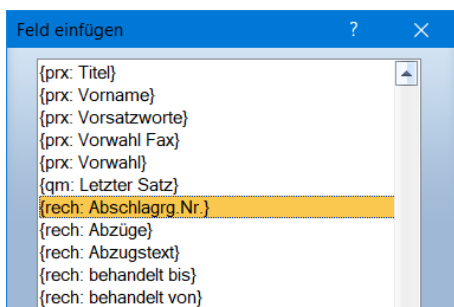 Feld einfügen ?
{prx: Titel}
{prx: Vorname}
{prx: Vorsatzworte}
{prx: Vorwahl Fax}
{prx: Vorwahl}
{qm: Letzter Satz}
{rech: Abschlagrg.Nr.}
{rech: Abzüge}
{rech: Abzugstext}
{rech: behandelt bis}
{rech: behandelt von}